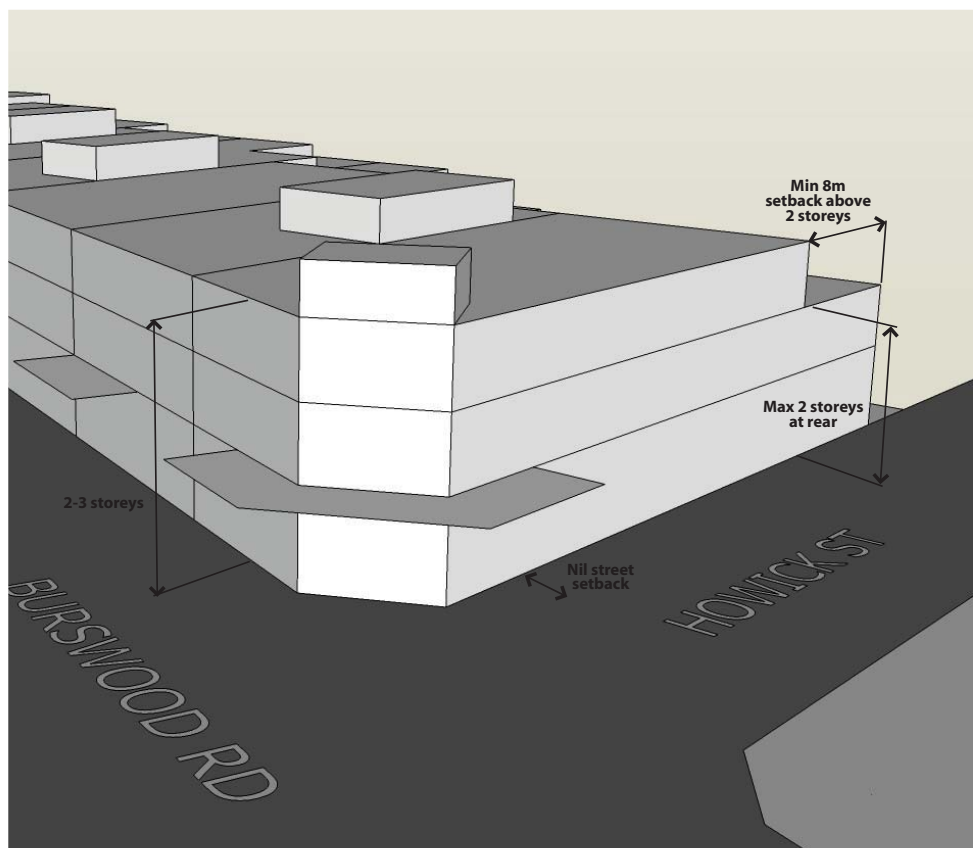 Min 8m
setback above
2 storeys
Max 2 storeys
at rear
2-3 storeys
Nil street
setback
HOWICK ST
BURSWOOD RD